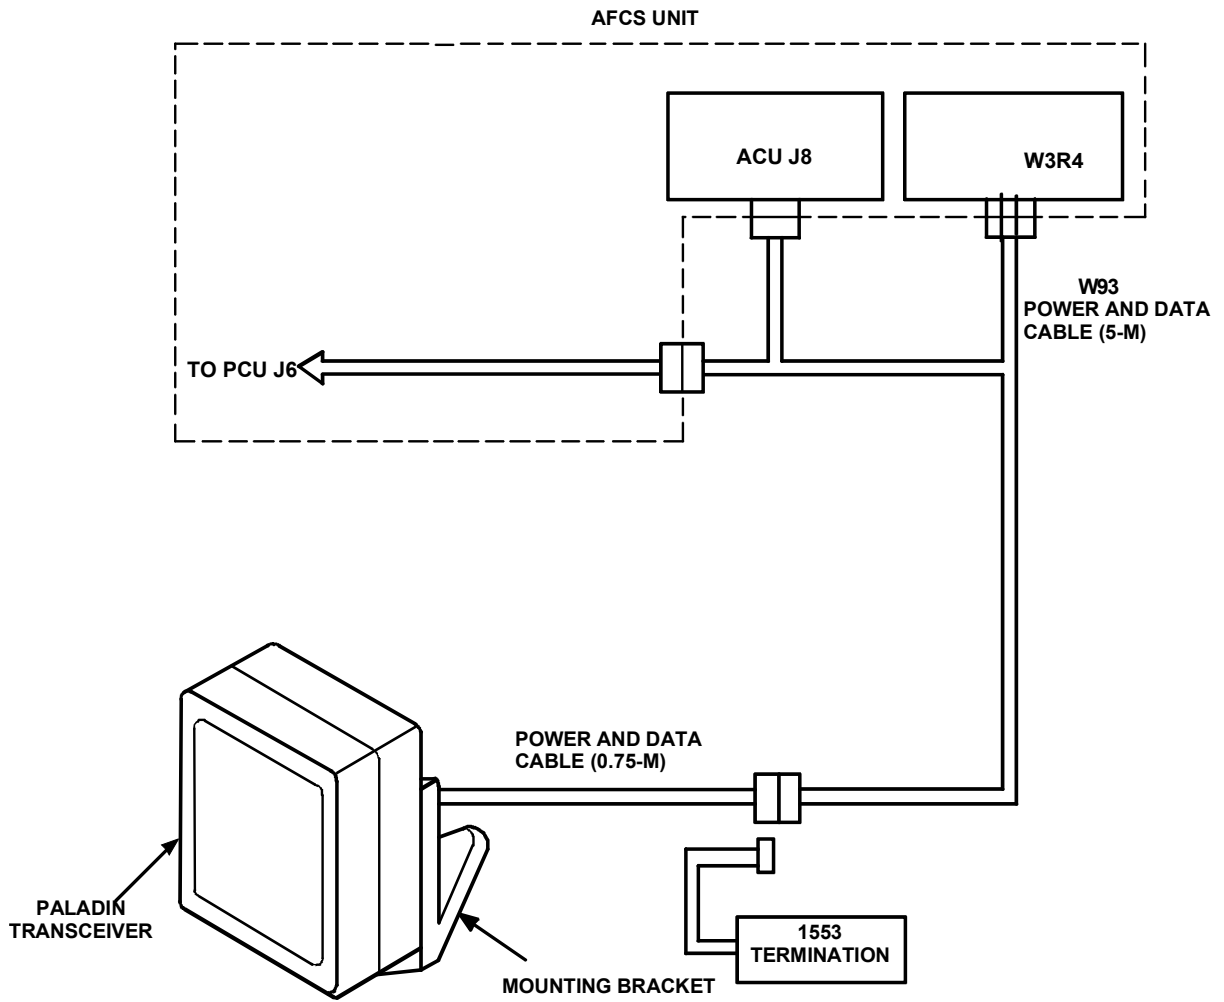 AFCS UNIT
ACU J8
W3R4
W93
POWER AND DATA
CABLE (5-M)
TO PCU J6
POWER AND DATA
CABLE (0.75-M)
PALADIN
TRANSCEIVER
1553
TERMINATION
MOUNTING BRACKET